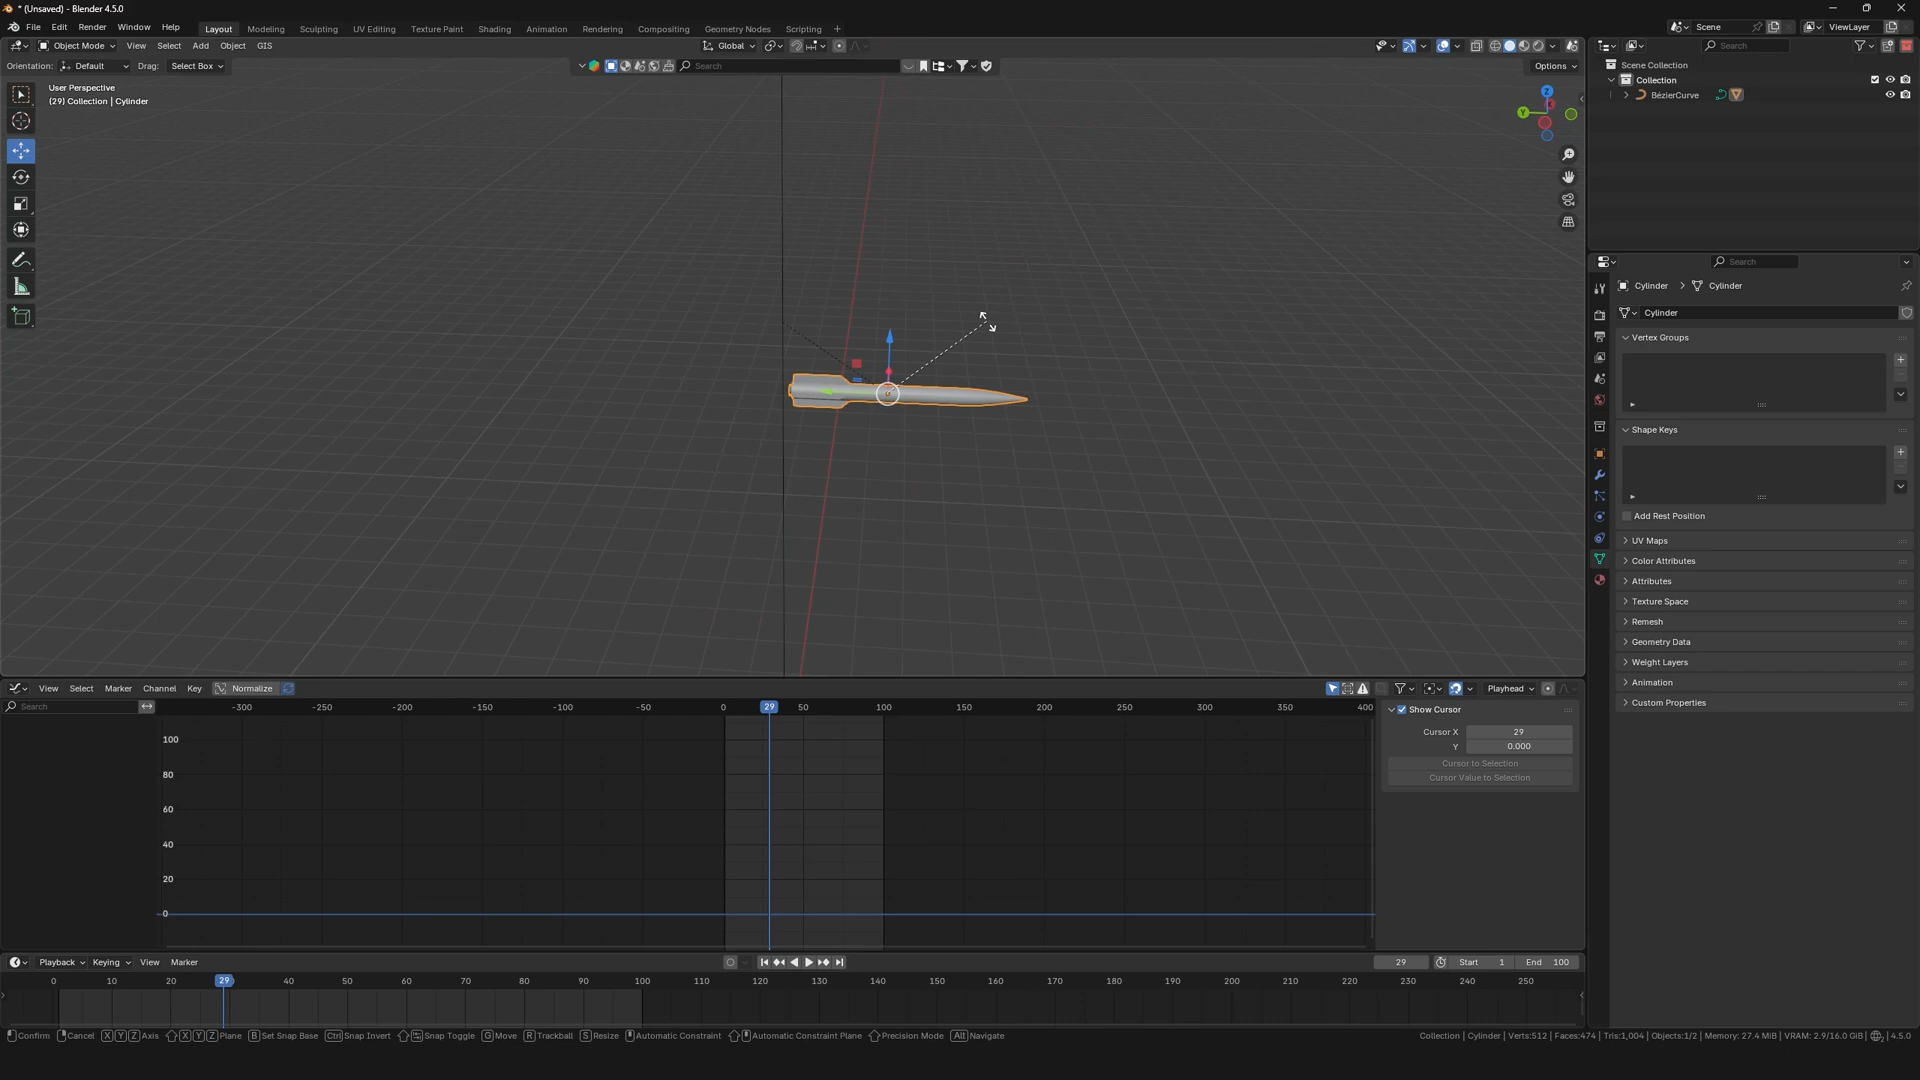 * (Unsaved) - Blender 4.5.0
File Edit Render Window Help Layout Modeling Sculpting UV Editing Texture Paint Shading Animation Rendering Compositing Geometry Nodes Scripting + Scene ViewLayer
Object Mode View Select Add Object GIS Global Search
Orientation: Default Drag: Select Box Search Options
User Perspective
(29) Collection | Cylinder
Z
Y
Scene Collection
Collection
BézierCurve
Search
Cylinder > Cylinder
Cylinder
Vertex Groups
Shape Keys
Add Rest Position
UV Maps
Color Attributes
Attributes
Texture Space
Remesh
Geometry Data
Weight Layers
Animation
Custom Properties
View Select Marker Channel Key Normalize Playhead
Search -300 -250 -200 -150 -100 -50 0 29 50 100 150 200 250 300 350 400
100
80
60
40
20
0
Show Cursor
Cursor X 29
Y 0.000
Cursor to Selection
Cursor Value to Selection
Playback Keying View Marker 29 Start 1 End 100
0 10 20 29 40 50 60 70 80 90 100 110 120 130 140 150 160 170 180 190 200 210 220 230 240 250
Confirm Cancel X Y Z Axis X Y Z Plane B Set Snap Base Ctrl Snap Invert Snap Toggle G Move R Trackball S Resize Automatic Constraint Automatic Constraint Plane Precision Mode Alt Navigate Collection | Cylinder | Verts:512 | Faces:474 | Tris:1,004 | Objects:1/2 | Memory: 27.4 MiB | VRAM: 2.9/16.0 GiB | 4.5.0